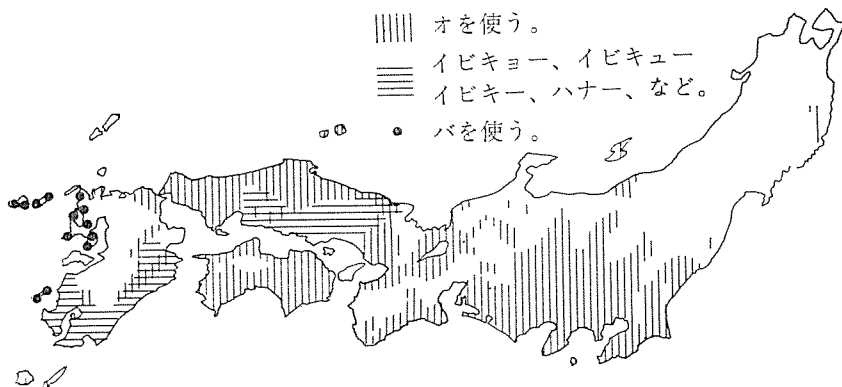 オを使う。
イビキョー、イビキュー
イビキー、ハナー、など。
バを使う。